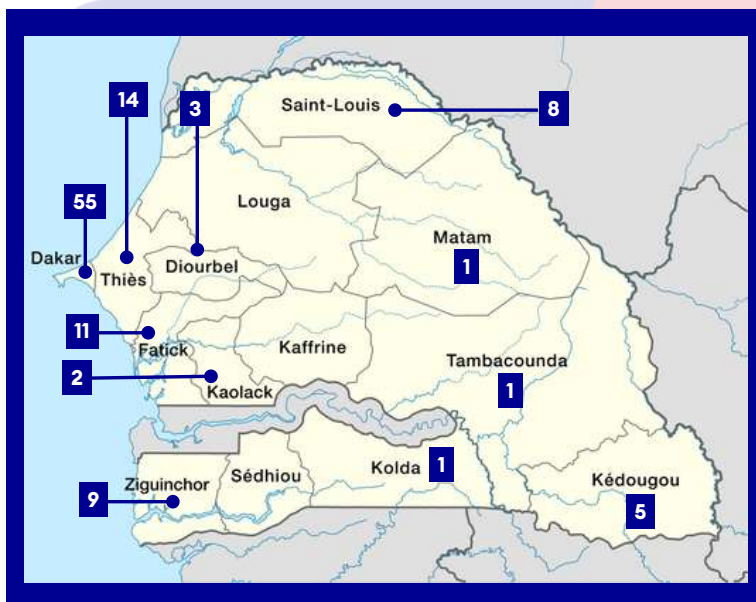 14
3
Saint-Louis
8
55
Louga
Dakar
Matam
Diourbel
Thiès
1
11
Fatick
Kaffrine
Tambacounda
2
Kaolack
1
Kolda
1
Sédhiou
Kédougou
Ziguinchor
9
5